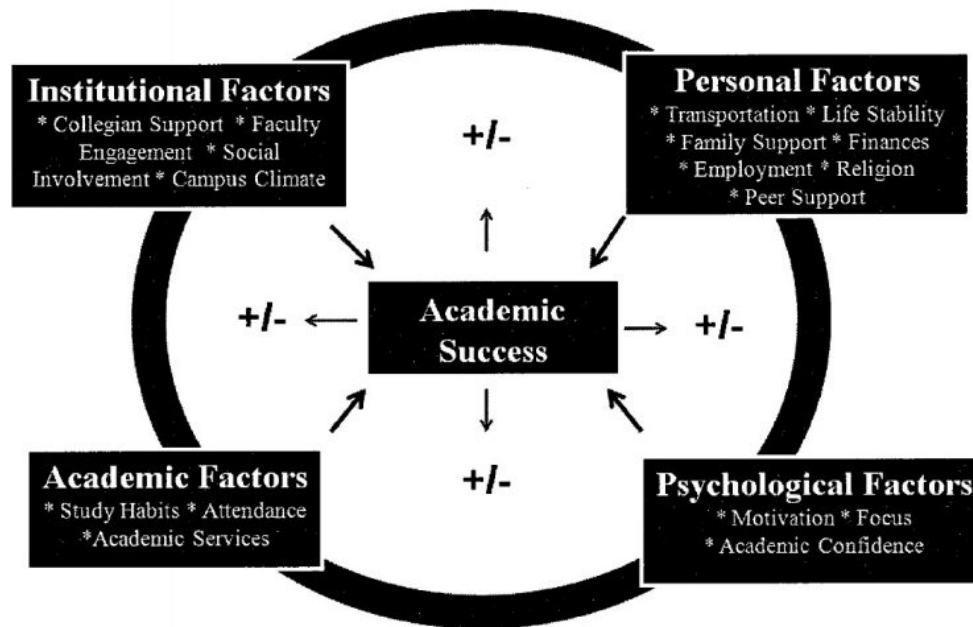 Institutional Factors
* Collegian Support * Faculty
Engagement * Social
Involvement * Campus Climate
Personal Factors
* Transportation * Life Stability
* Family Support * Finances
* Employment * Religion
* Peer Support
+/-
+/-
Academic
Success
+/-
+/-
Academic Factors
* Study Habits * Attendance
*Academic Services
Psychological Factors
* Motivation * Focus
* Academic Confidence